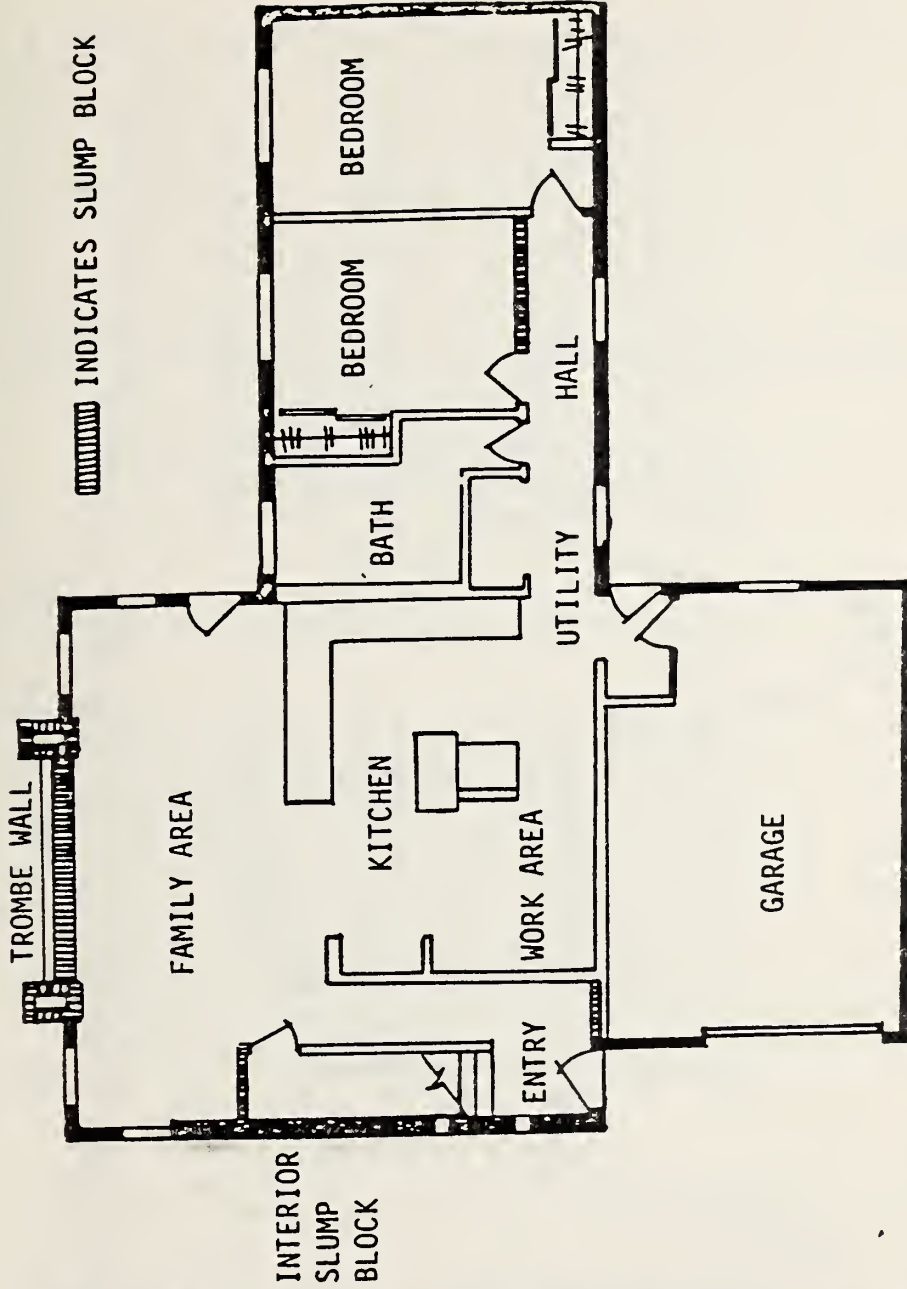 INDICATES SLUMP BLOCK
TROMBE WALL
FAMILY AREA
BEDROOM
BEDROOM
BATH
KITCHEN
WORK AREA
UTILITY
HALL
INTERIOR
SLUMP
BLOCK
ENTRY
GARAGE